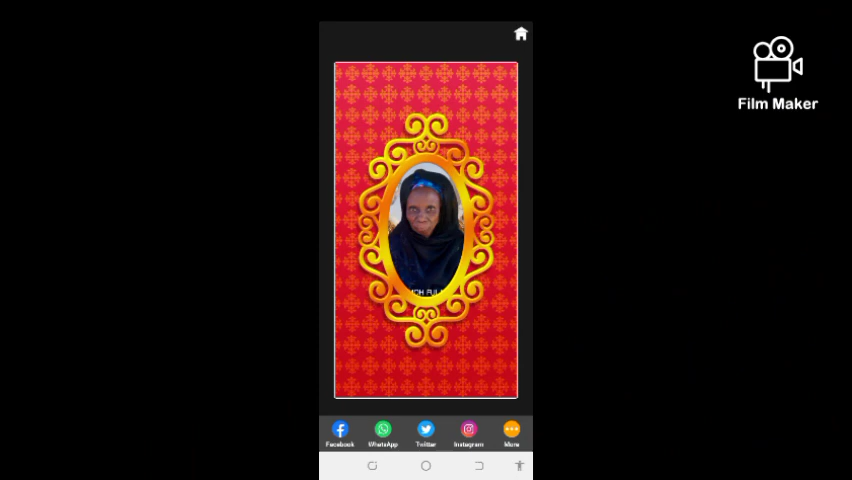 Film Maker
Facebook
WhatsApp
Twitter
Instagram
More